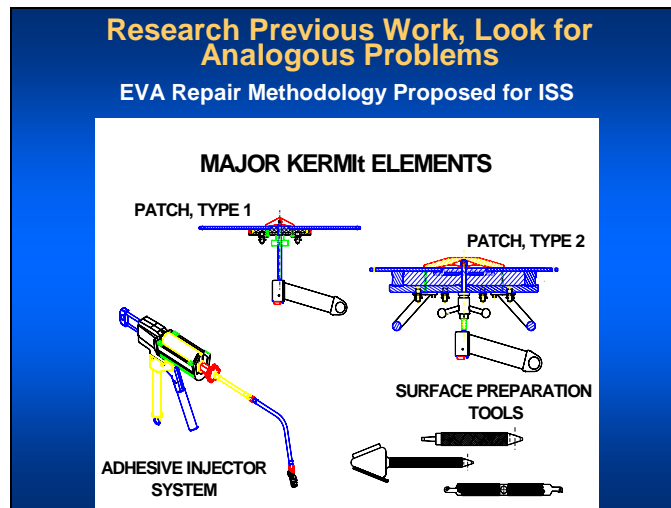 Research Previous Work, Look for
Analogous Problems
EVA Repair Methodology Proposed for ISS
MAJOR KERMIt ELEMENTS
PATCH, TYPE 1
PATCH, TYPE 2
SURFACE PREPARATION
TOOLS
ADHESIVE INJECTOR
SYSTEM